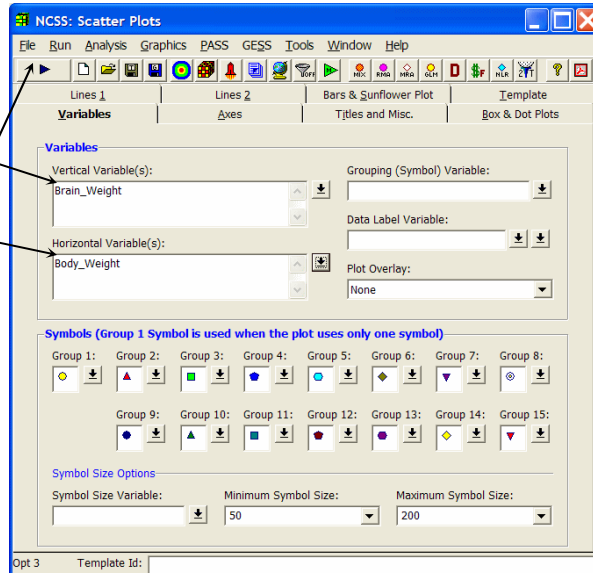 NCSS: Scatter Plots
File Run Analysis Graphics PASS GESS Tools Window Help
UOFF MIX RMA MRA GLM D $F NLR 2YT ?
Lines 1 Lines 2 Bars & Sunflower Plot Template
Variables Axes Titles and Misc. Box & Dot Plots
Variables
Vertical Variable(s): Grouping (Symbol) Variable:
Brain_Weight
Data Label Variable:
Horizontal Variable(s):
Body_Weight Plot Overlay:
None
Symbols (Group 1 Symbol is used when the plot uses only one symbol)
Group 1: Group 2: Group 3: Group 4: Group 5: Group 6: Group 7: Group 8:
Group 9: Group 10: Group 11: Group 12: Group 13: Group 14: Group 15:
Symbol Size Options
Symbol Size Variable: Minimum Symbol Size: Maximum Symbol Size:
50 200
Opt 3 Template Id: